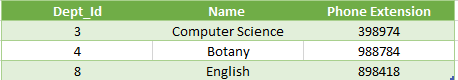 Dept_Id Name Phone Extension
3 Computer Science 398974
4 Botany 988784
8 English 898418